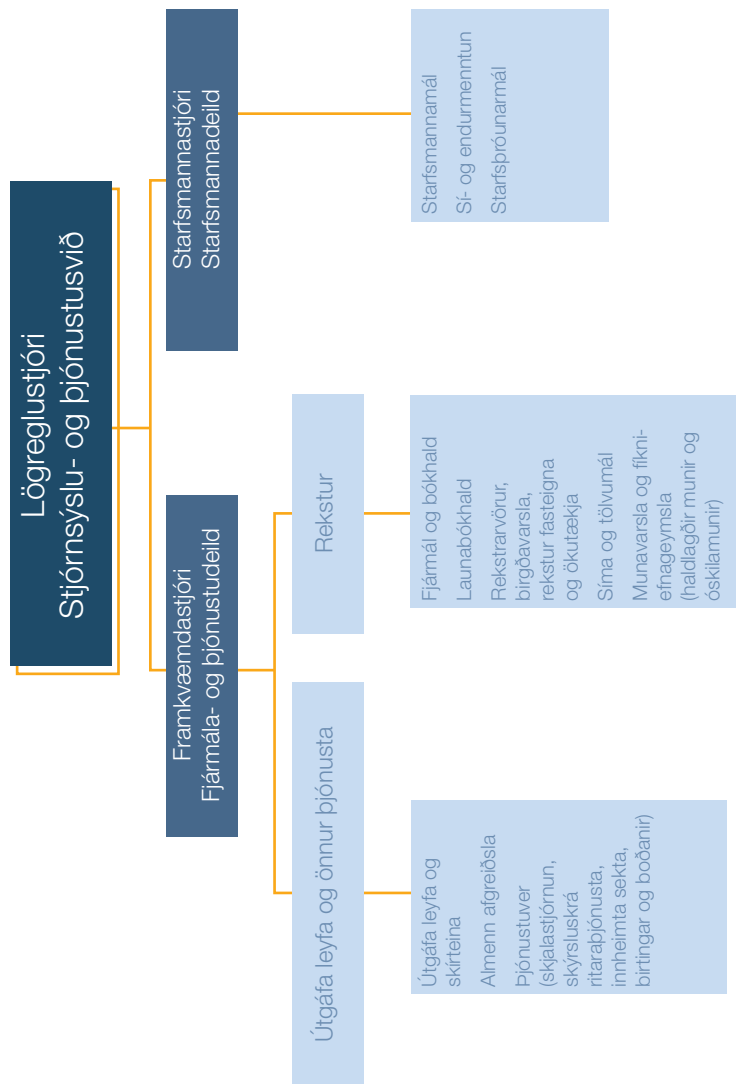 Lögreglustjóri
Stjórnsýslu- og þjónustusvið
Framkvæmdastjóri
Fjármála- og þjónustudeild
Starfsmannastjóri
Starfsmannadeild
Útgáfa leyfa og önnur þjónusta
Rekstur
Útgáfa leyfa og
skírteina
Almenn afgreiðsla
Þjónustuver
(skjalastjórnun,
skýrsluskrá
ritaraþjónusta,
innheimta sekta,
birtingar og boðanir)
Fjármál og bókhald
Launabókhald
Rekstrarvörur,
birgðavarsla,
rekstur fasteigna
og ökutækja
Síma og tölvumál
Munavarsla og fíkni-
efnageymsla
(haldlagðir munir og
óskilamunir)
Starfsmannamál
Sí- og endurmenntun
Starfsþróunarmál